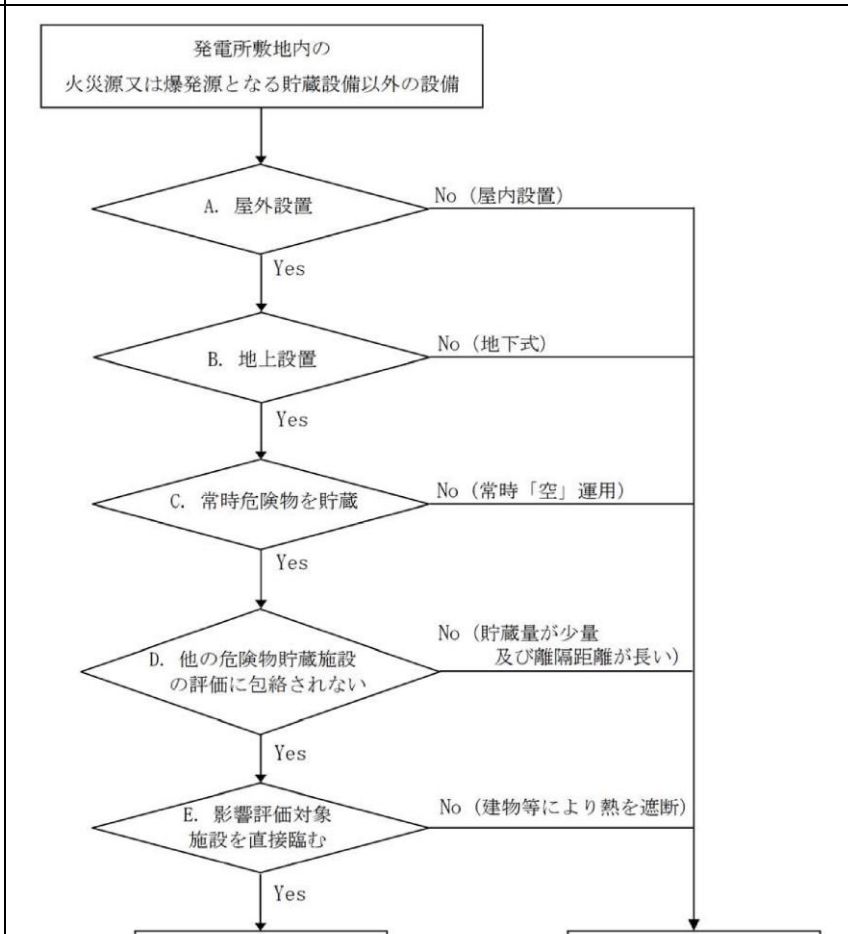 発電所敷地内の
火災源又は爆発源となる貯蔵設備以外の設備
A. 屋外設置
No (屋内設置)
Yes
B. 地上設置
No (地下式)
Yes
C. 常時危険物を貯蔵
No (常時「空」運用)
Yes
D. 他の危険物貯蔵施設
の評価に包絡されない
No (貯蔵量が少量
及び離隔距離が長い)
Yes
E. 影響評価対象
施設を直接臨む
No (建物等により熱を遮断)
Yes